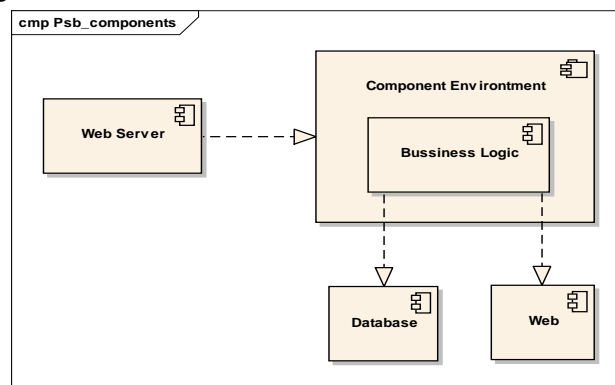 cmp Psb_components
Component Environtment
Web Server
Bussiness Logic
Database
Web